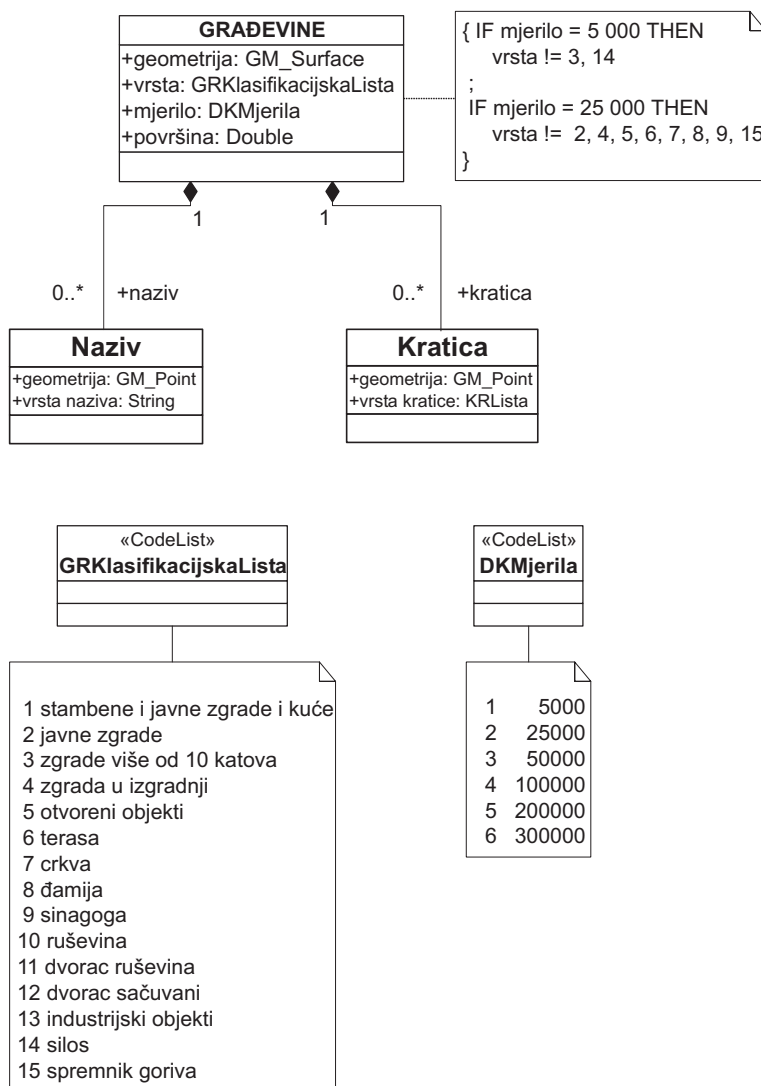 GRAĐEVINE
+geometrija: GM_Surface
+vrsta: GRKlasifikacijskaLista
+mjerilo: DKMjerila
+površina: Double
{ IF mjerilo = 5 000 THEN
vrsta != 3, 14
;
IF mjerilo = 25 000 THEN
vrsta != 2, 4, 5, 6, 7, 8, 9, 15
}
1
1
0..* +naziv
0..* +kratica
Naziv
+geometrija: GM_Point
+vrsta naziva: String
Kratica
+geometrija: GM_Point
+vrsta kratice: KRLista
«CodeList»
GRKlasifikacijskaLista
«CodeList»
DKMjerila
1 stambene i javne zgrade i kuće
2 javne zgrade
3 zgrade više od 10 katova
4 zgrada u izgradnji
5 otvoreni objekti
6 terasa
7 crkva
8 đamija
9 sinagoga
10 ruševina
11 dvorac ruševina
12 dvorac sačuvani
13 industrijski objekti
14 silos
15 spremnik goriva
1 5000
2 25000
3 50000
4 100000
5 200000
6 300000